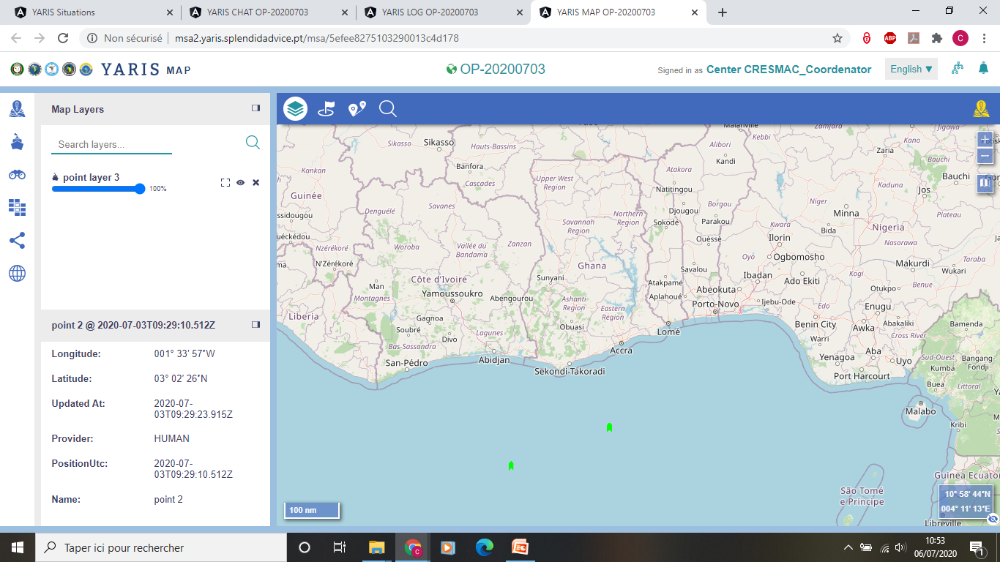 YARIS Situations
YARIS CHAT OP-20200703
YARIS LOG OP-20200703
YARIS MAP OP-20200703
Non sécurisé
msa2.yaris.splendidadvice.pt/msa/5efee8275103290013c4d178
ABP
C
YARIS MAP
OP-20200703
Signed in as Center CRESMAC_Coordenator
English ▼
Map Layers
Search layers...
point layer 3
100%
point 2 @ 2020-07-03T09:29:10.512Z
Longitude: 001° 33' 57"W
Latitude: 03° 02' 26"N
Updated At: 2020-07-
03T09:29:23.915Z
Provider: HUMAN
PositionUtc: 2020-07-
03T09:29:10.512Z
Name: point 2
Malanville
Zamfara
Jigawa
Sikasso
Sikasso
Hauts-Bassins
Alibori
Kebbi
Kano
Zaria
Kandi
Kankan
Banfora
Cascades
Upper West
Region
Atakora
Natitingou
Bauchi
Bauchi
Kaduna
Jos
Guinée
Denguélé
Savanes
Northern
Region
Savannah
Region
Djougou
Borgou
Sokodé
Parakou
Niger
Minna
Plateau
ssidougou
uéckédou
Woroba
Vallée du
Bandama
Zanzan
Ouèssè
Kwara
Bida
Nigeria
Ilorin
Nasarawa
Nzérékoré
N'Zérékoré
Oyo
Ogbomosho
Makurdi
Taraba
Wukari
Ghana
Savalou
Ibadan
Kogi
Sunyani
Man
Côte d'Ivoire
Atakpamé
Ado Ekiti
Benue
Abeokuta
Otukpo
Yamoussoukro
Montagnes
Abengourou
Ashanti
Region
Aplahoué
Porto-Novo
Ijebu-Ode
Edo
Enugu
Eastern
Region
Liberia
Gagnoa
Obuasi
Benin City
Awka
Abakaliki
Bamenda
Soubré
Lagunes
Lomé
Cross River
Divo
Warri
Bas-Sassandra
Accra
Aba
Sud-Ouest
Bangang-
Fondji
Yenagoa
Uyo
Kumba
San-Pédro
Abidjan
Sekondi-Takoradi
Port Harcourt
Buea
Littoral
Malabo
Kribi
Guinea Ecuator
São Tomé
e Príncipe
Libreville
100 nm
10° 58' 44"N
004° 11' 13"E
Taper ici pour rechercher
10:53
06/07/2020
1